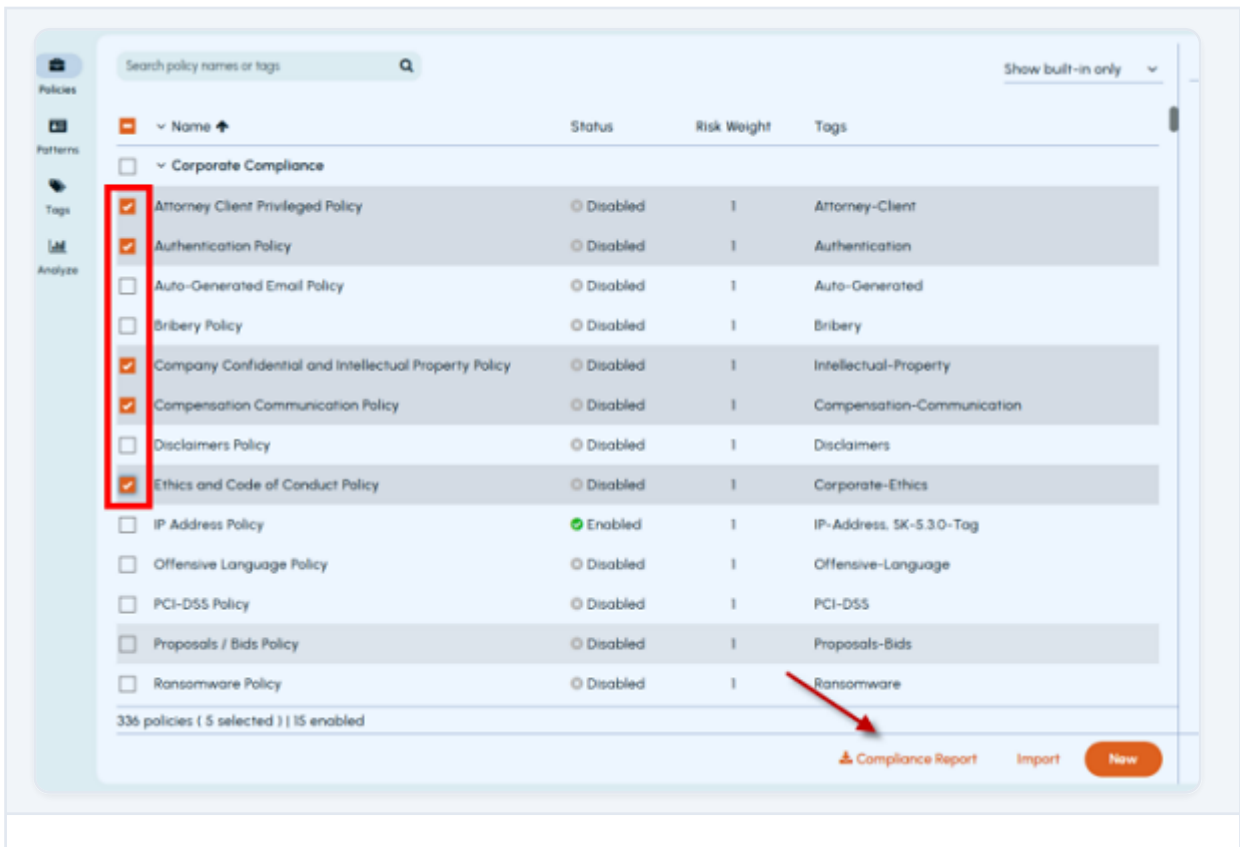 Search policy names or tags
Show built-in only
Policies
Patterns
Tags
Analyze
Name Status Risk Weight Tags
Corporate Compliance
Attorney Client Privileged Policy Disabled 1 Attorney-Client
Authentication Policy Disabled 1 Authentication
Auto-Generated Email Policy Disabled 1 Auto-Generated
Bribery Policy Disabled 1 Bribery
Company Confidential and Intellectual Property Policy Disabled 1 Intellectual-Property
Compensation Communication Policy Disabled 1 Compensation-Communication
Disclaimers Policy Disabled 1 Disclaimers
Ethics and Code of Conduct Policy Disabled 1 Corporate-Ethics
IP Address Policy Enabled 1 IP-Address, SK-5.3.0-Tag
Offensive Language Policy Disabled 1 Offensive-Language
PCI-DSS Policy Disabled 1 PCI-DSS
Proposals / Bids Policy Disabled 1 Proposals-Bids
Ransomware Policy Disabled 1 Ransomware
336 policies ( 5 selected ) | 15 enabled
Compliance Report Import New